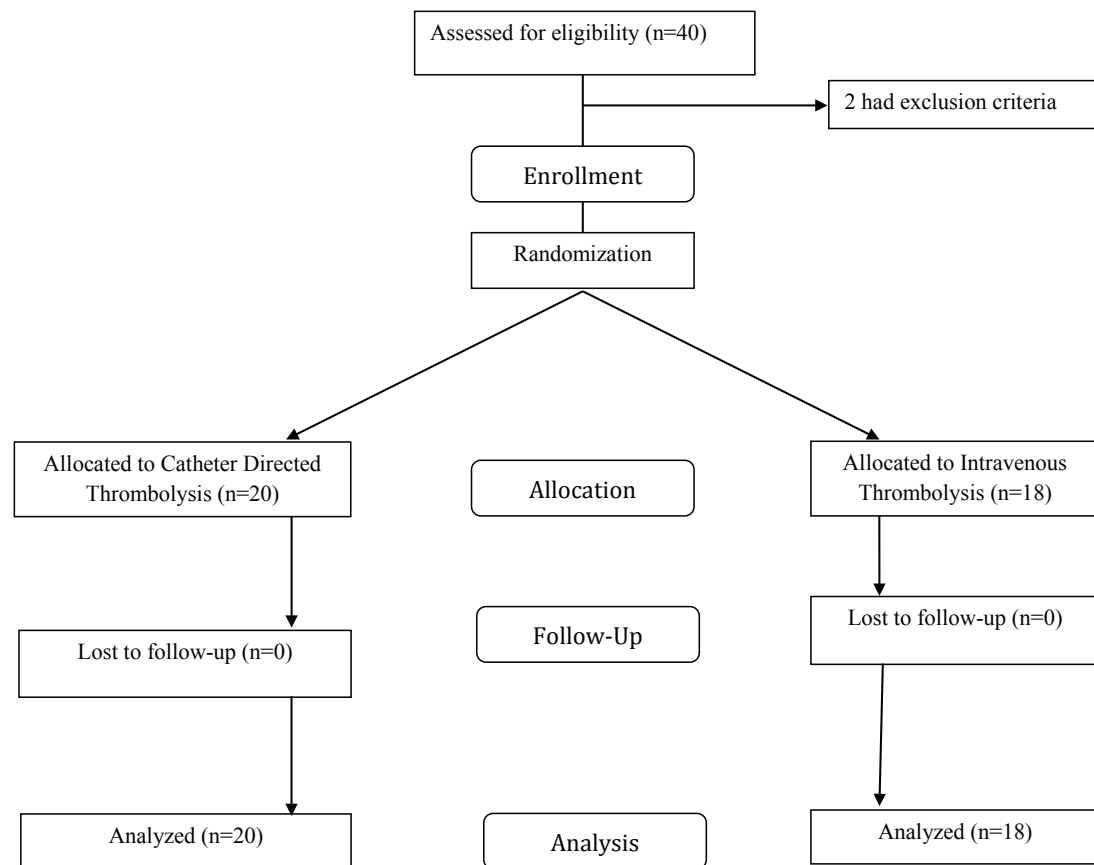 Assessed for eligibility (n=40)
2 had exclusion criteria
Enrollment
Randomization
Allocated to Catheter Directed
Thrombolysis (n=20)
Allocation
Allocated to Intravenous
Thrombolysis (n=18)
Lost to follow-up (n=0)
Follow-Up
Lost to follow-up (n=0)
Analyzed (n=20)
Analysis
Analyzed (n=18)